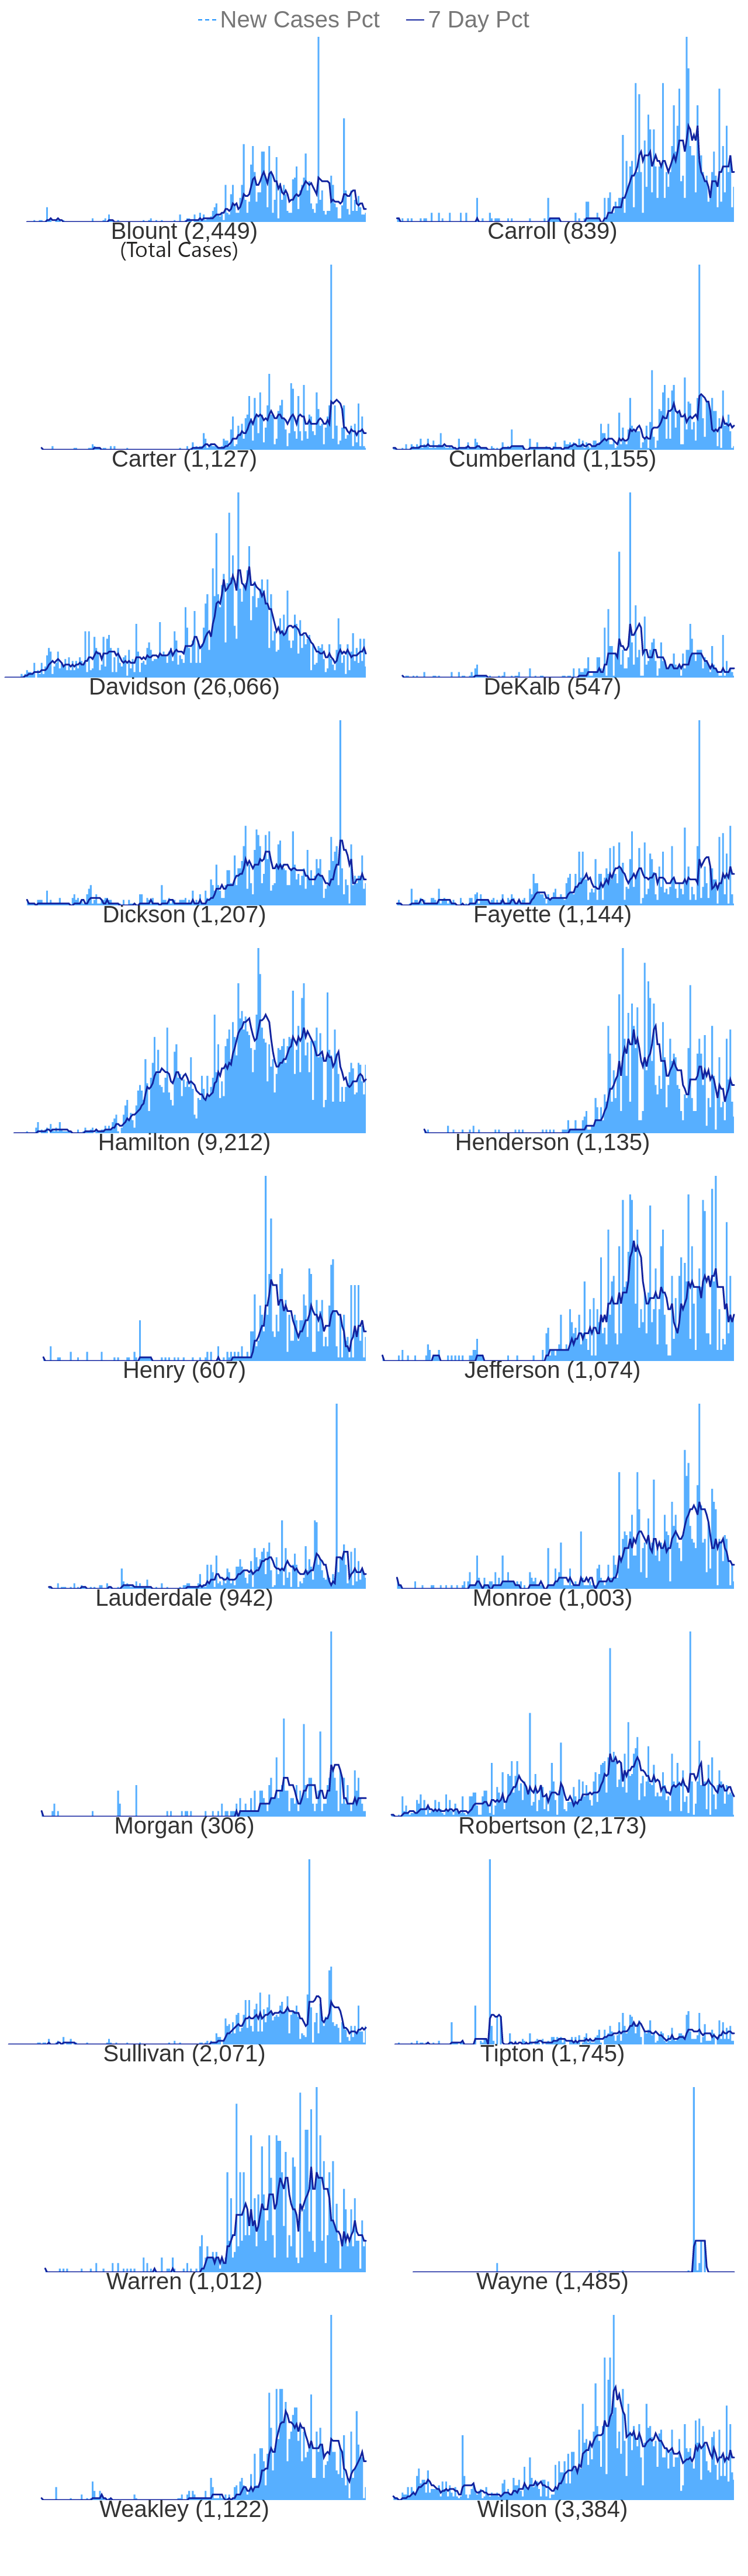 New Cases Pct 7 Day Pct
Blount (2,449) Carroll (839)
(Total Cases)
Carter (1,127) Cumberland (1,155)
Davidson (26,066) DeKalb (547)
Dickson (1,207) Fayette (1,144)
Hamilton (9,212) Henderson (1,135)
Henry (607) Jefferson (1,074)
Lauderdale (942) Monroe (1,003)
Morgan (306) Robertson (2,173)
Sullivan (2,071) Tipton (1,745)
Warren (1,012) Wayne (1,485)
Weakley (1,122) Wilson (3,384)